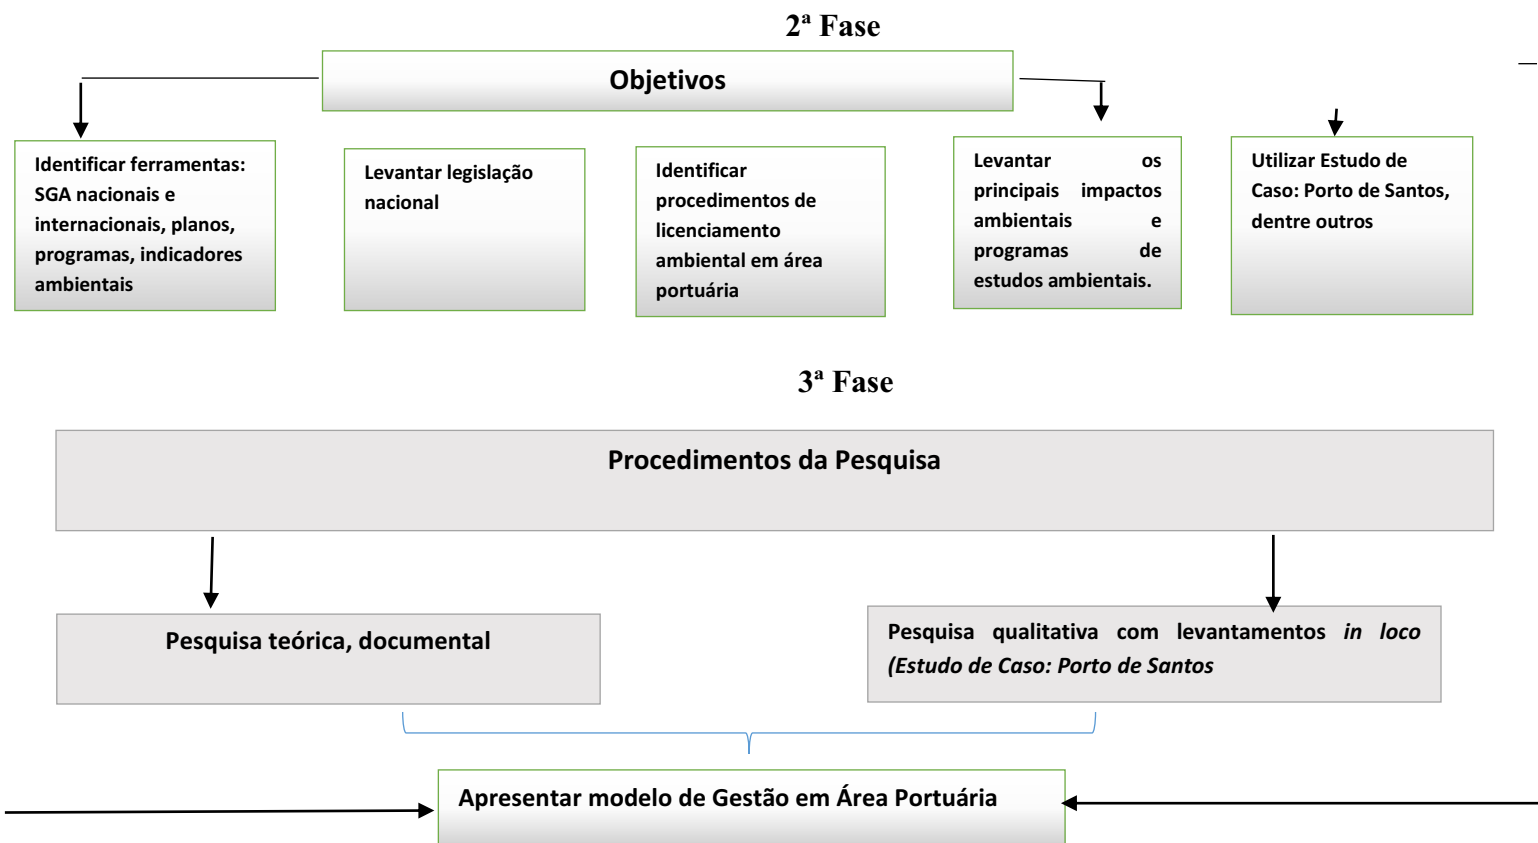 2ª Fase
Objetivos
Identificar ferramentas:
SGA nacionais e
internacionais, planos,
programas, indicadores
ambientais
Levantar legislação
nacional
Identificar
procedimentos de
licenciamento
ambiental em área
portuária
Levantar os
principais impactos
ambientais e
programas de
estudos ambientais.
Utilizar Estudo de
Caso: Porto de Santos,
dentre outros
3ª Fase
Procedimentos da Pesquisa
Pesquisa teórica, documental
Pesquisa qualitativa com levantamentos in loco
(Estudo de Caso: Porto de Santos
Apresentar modelo de Gestão em Área Portuária